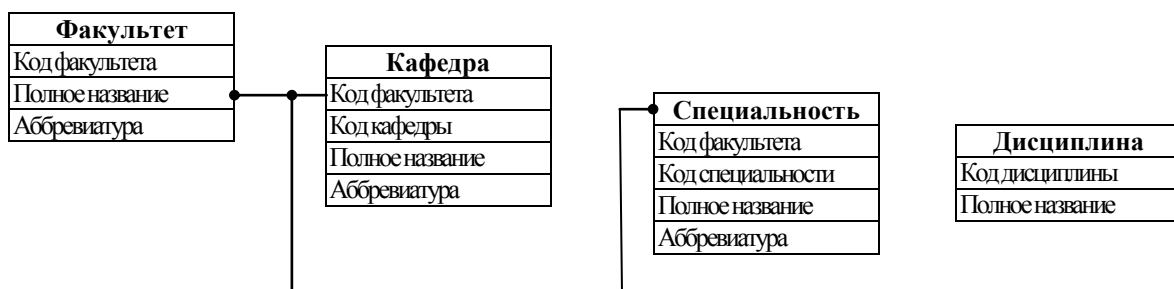 Факультет
Код факультета
Полное название
Аббревиатура
Кафедра
Код факультета
Код кафедры
Полное название
Аббревиатура
Специальность
Код факультета
Код специальности
Полное название
Аббревиатура
Дисциплина
Код дисциплины
Полное название